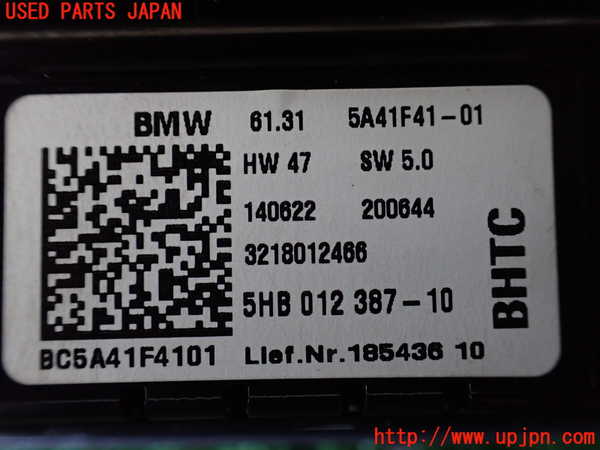 USED PARTS JAPAN
BMW 61.31 5A41F41-01
HW 47 SW 5.0
140622 200644
3218012466
5HB 012 387-10
BC5A41F4101 Lief.Nr.185436 10
BHTC
http://www.upjpn.com/